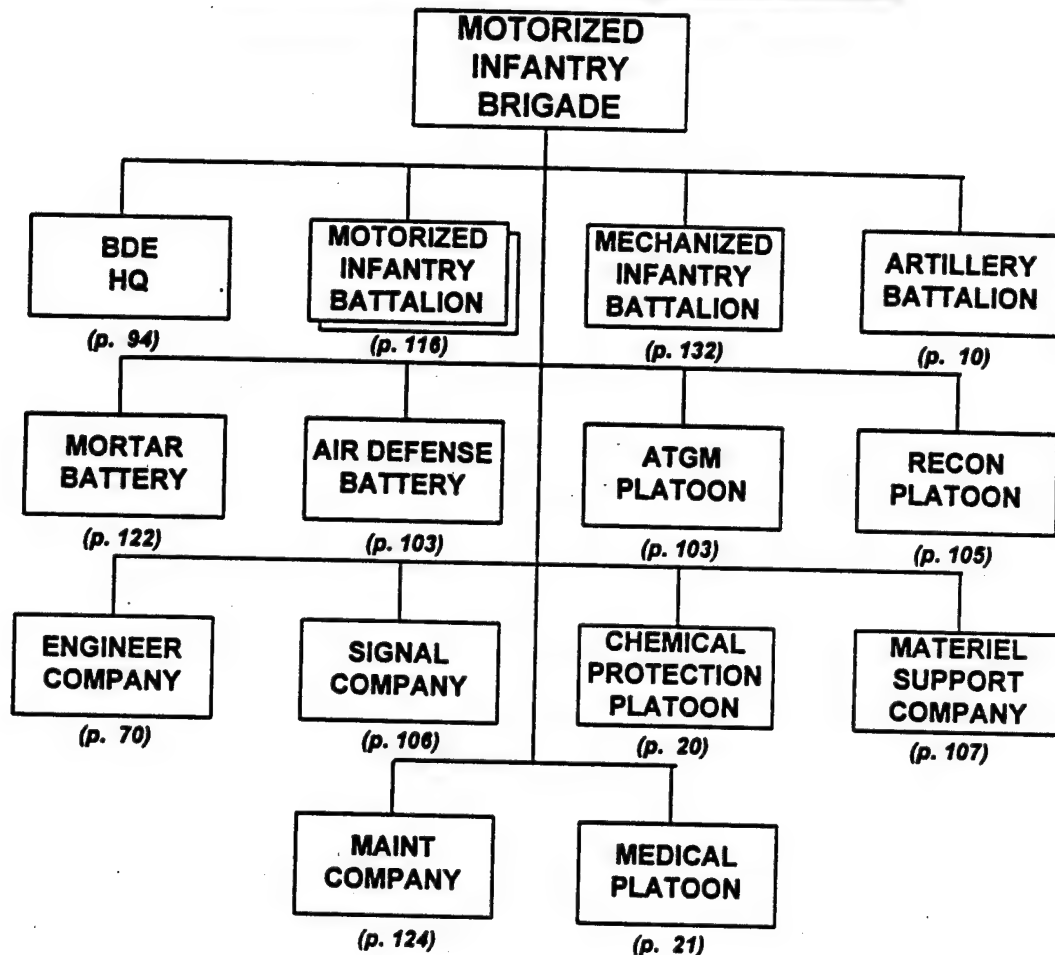 MOTORIZED
INFANTRY
BRIGADE
BDE
HQ
(p. 94)
MOTORIZED
INFANTRY
BATTALION
(p. 116)
MECHANIZED
INFANTRY
BATTALION
(p. 132)
ARTILLERY
BATTALION
(p. 10)
MORTAR
BATTERY
(p. 122)
AIR DEFENSE
BATTERY
(p. 103)
ATGM
PLATOON
(p. 103)
RECON
PLATOON
(p. 105)
ENGINEER
COMPANY
(p. 70)
SIGNAL
COMPANY
(p. 106)
CHEMICAL
PROTECTION
PLATOON
(p. 20)
MATERIEL
SUPPORT
COMPANY
(p. 107)
MAINT
COMPANY
(p. 124)
MEDICAL
PLATOON
(p. 21)